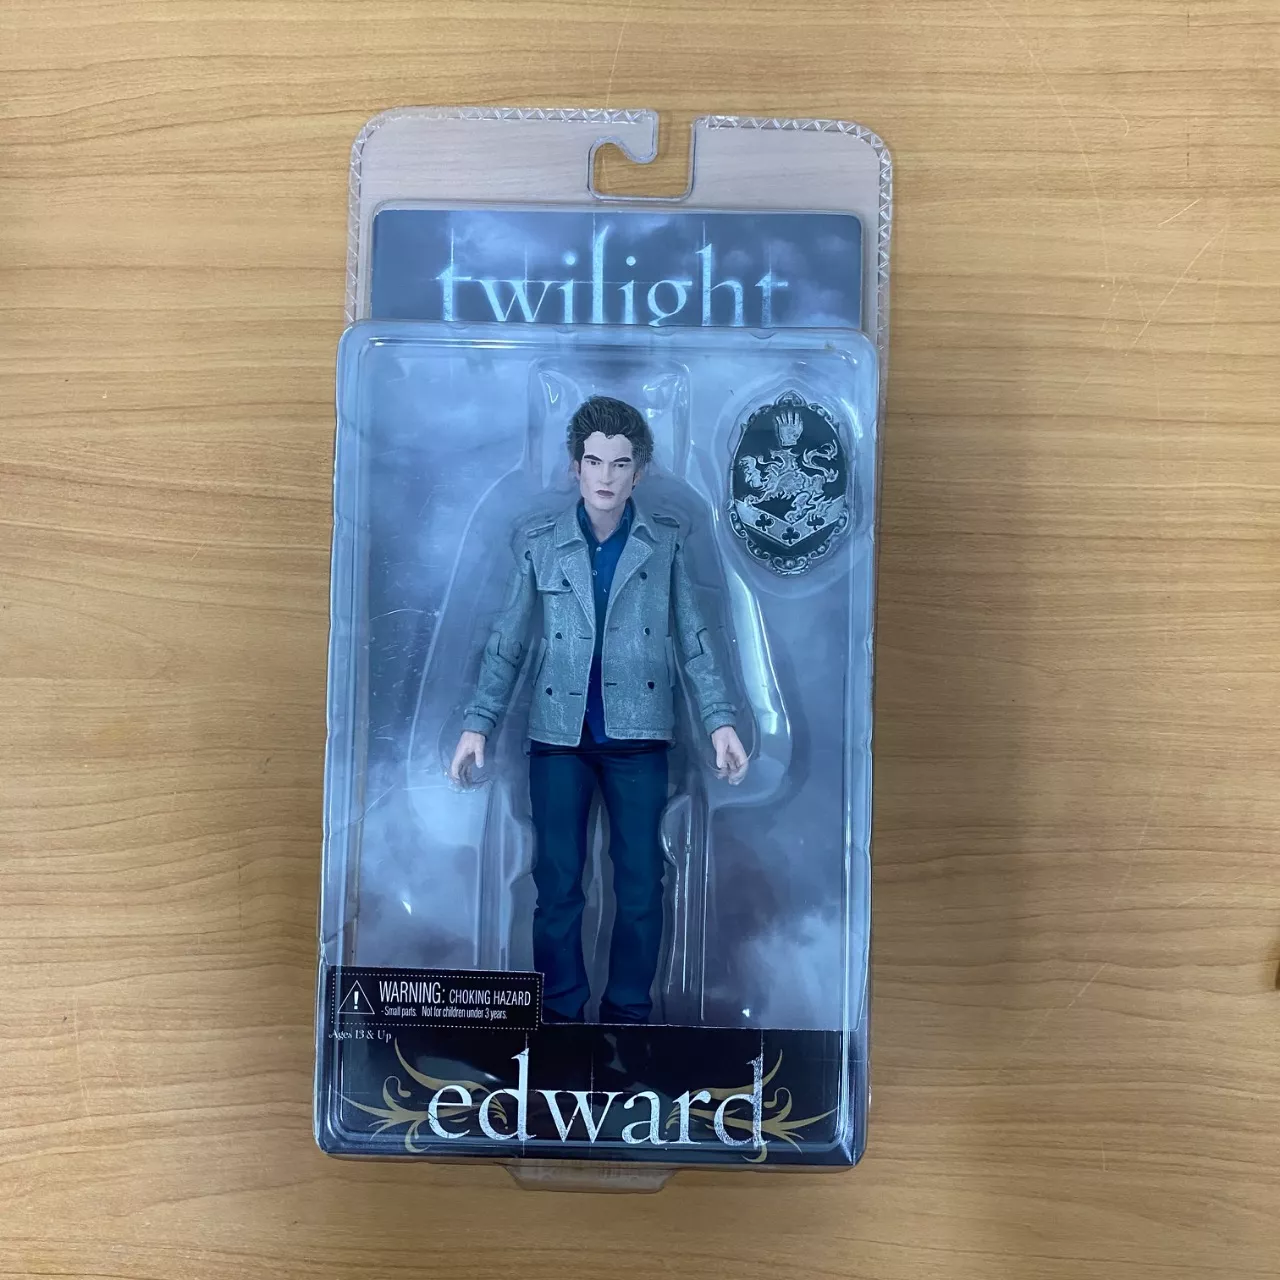 twilight
WARNING: CHOKING HAZARD
- Small parts. Not for children under 3 years.
Ages 13 & Up
edward